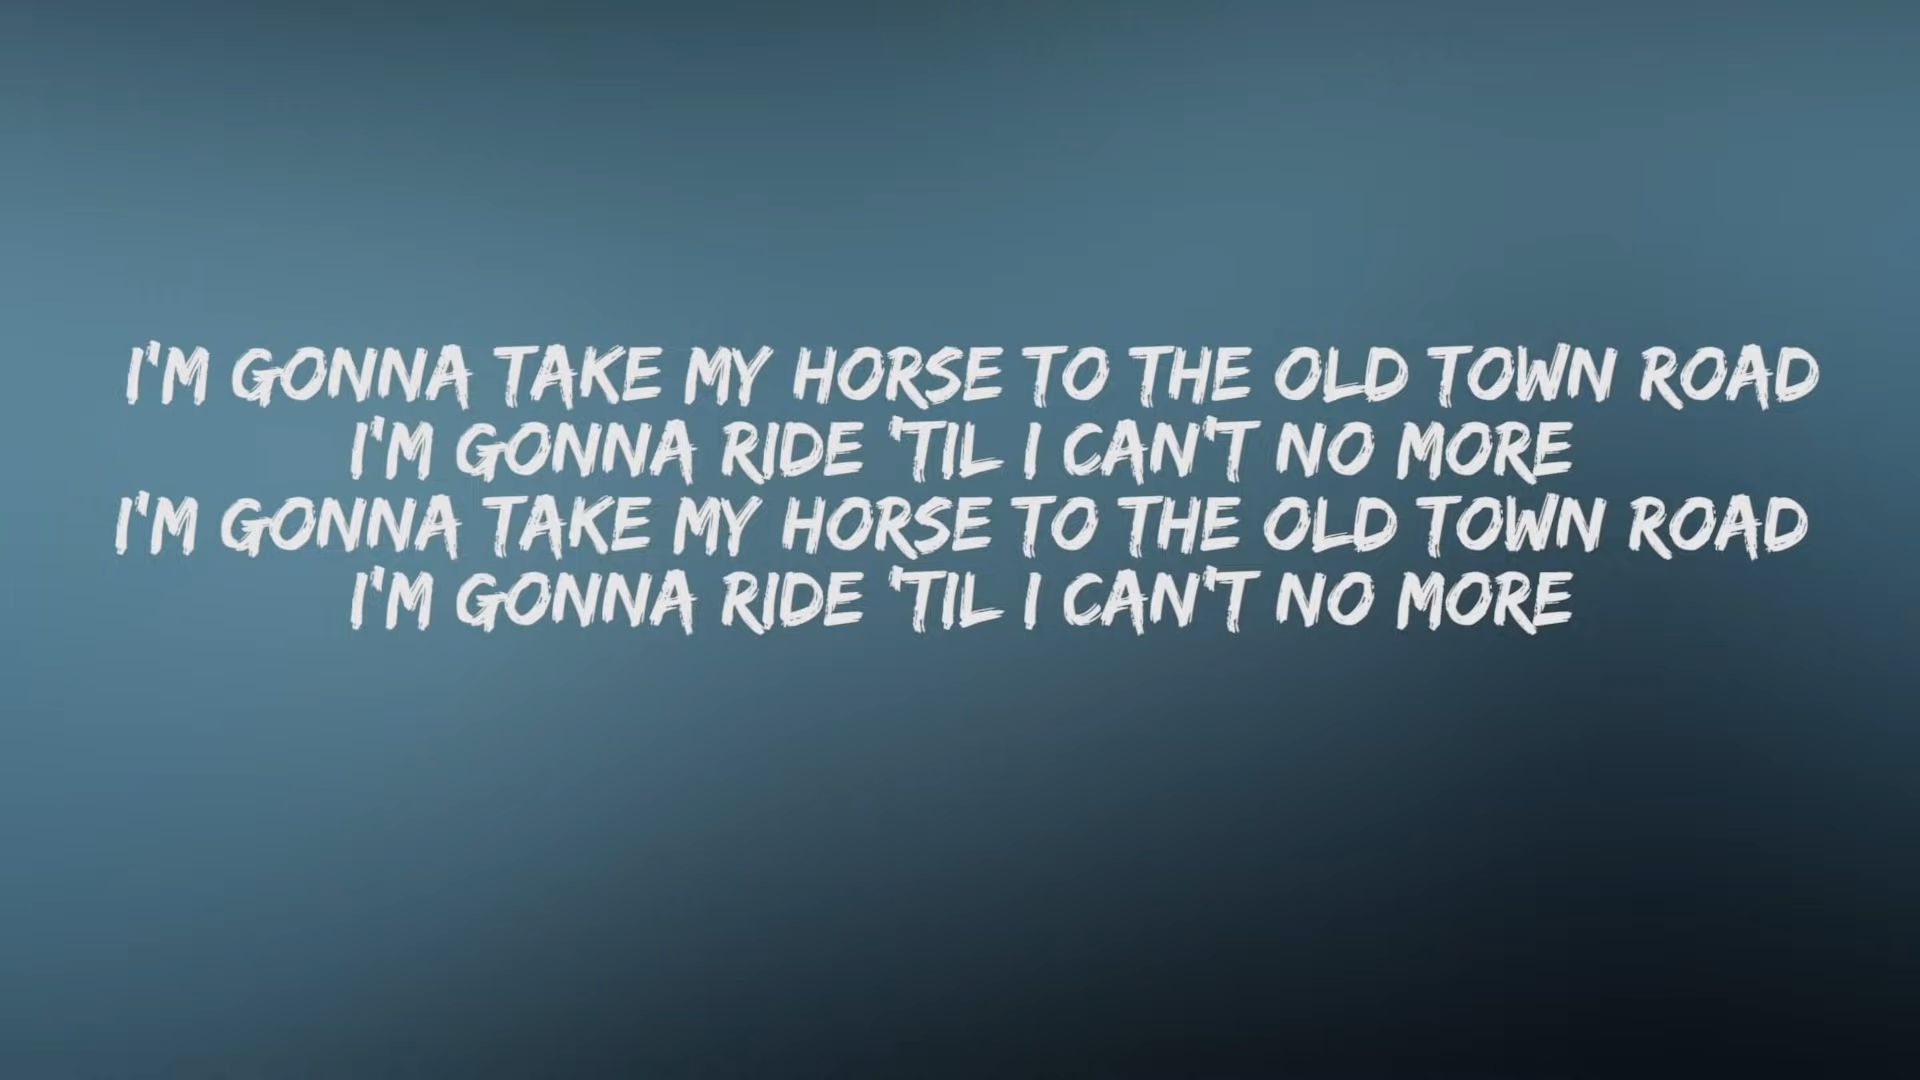 I'M GONNA TAKE MY HORSE TO THE OLD TOWN ROAD
I'M GONNA RIDE 'TIL I CAN'T NO MORE
I'M GONNA TAKE MY HORSE TO THE OLD TOWN ROAD
I'M GONNA RIDE 'TIL I CAN'T NO MORE